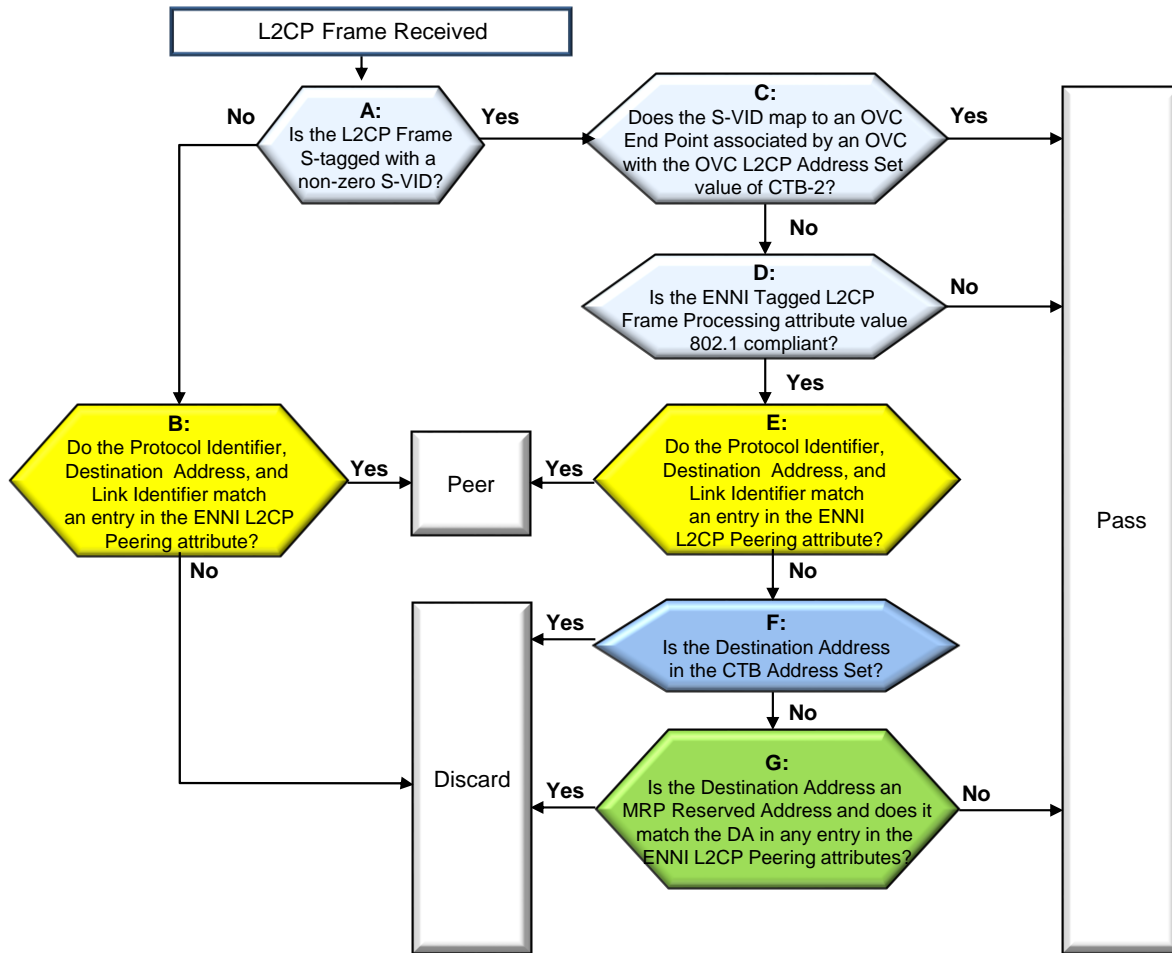 L2CP Frame Received
No
A:
Is the L2CP Frame
S-tagged with a
non-zero S-VID?
Yes
C:
Does the S-VID map to an OVC
End Point associated by an OVC
with the OVC L2CP Address Set
value of CTB-2?
Yes
No
D:
Is the ENNI Tagged L2CP
Frame Processing attribute value
802.1 compliant?
No
Yes
B:
Do the Protocol Identifier,
Destination Address, and
Link Identifier match
an entry in the ENNI L2CP
Peering attribute?
Yes
No
Peer
Yes
E:
Do the Protocol Identifier,
Destination Address, and
Link Identifier match
an entry in the ENNI
L2CP Peering attribute?
No
Pass
Yes
F:
Is the Destination Address
in the CTB Address Set?
No
Discard
Yes
G:
Is the Destination Address an
MRP Reserved Address and does it
match the DA in any entry in the
ENNI L2CP Peering attributes?
No